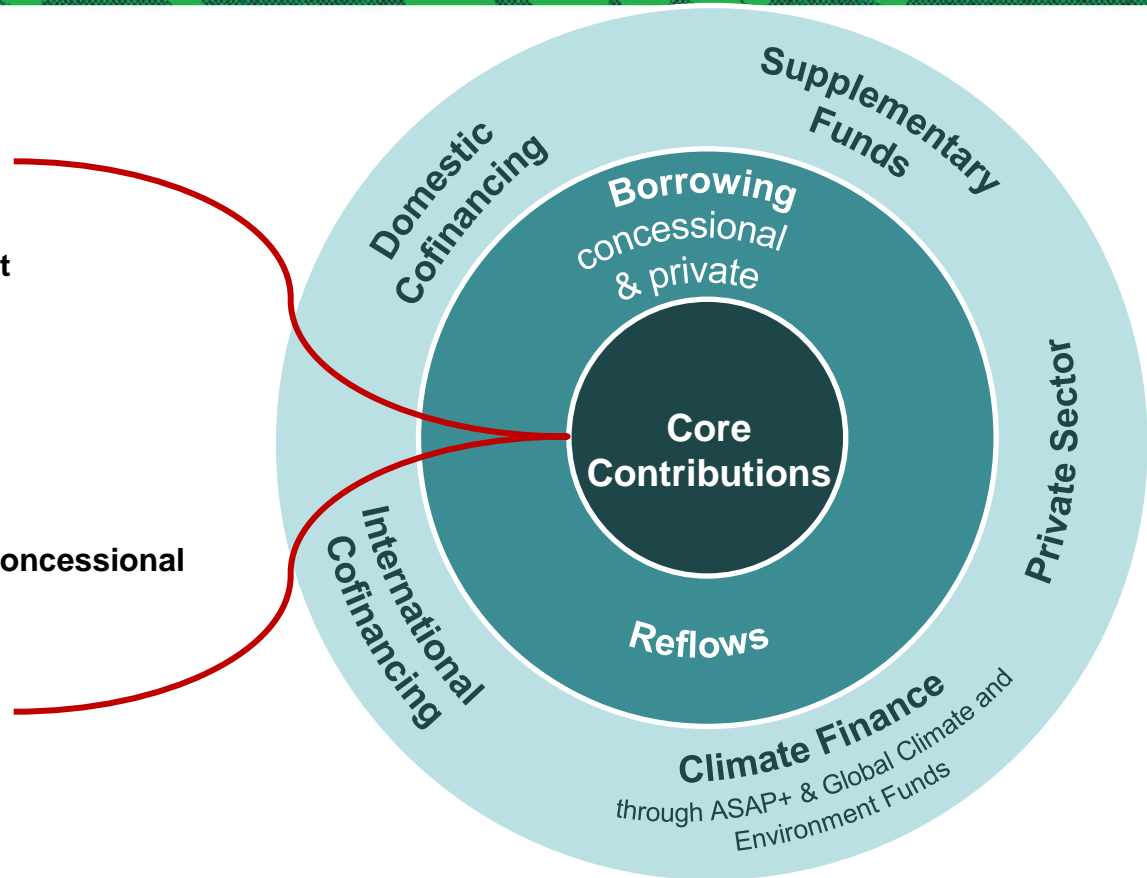 t
oncessional
Supplementary
Funds
Domestic
Cofinancing
Borrowing
concessional
& private
Core
Contributions
Private Sector
International
Cofinancing
Reflows
Climate Finance
through ASAP+ & Global Climate and
Environment Funds